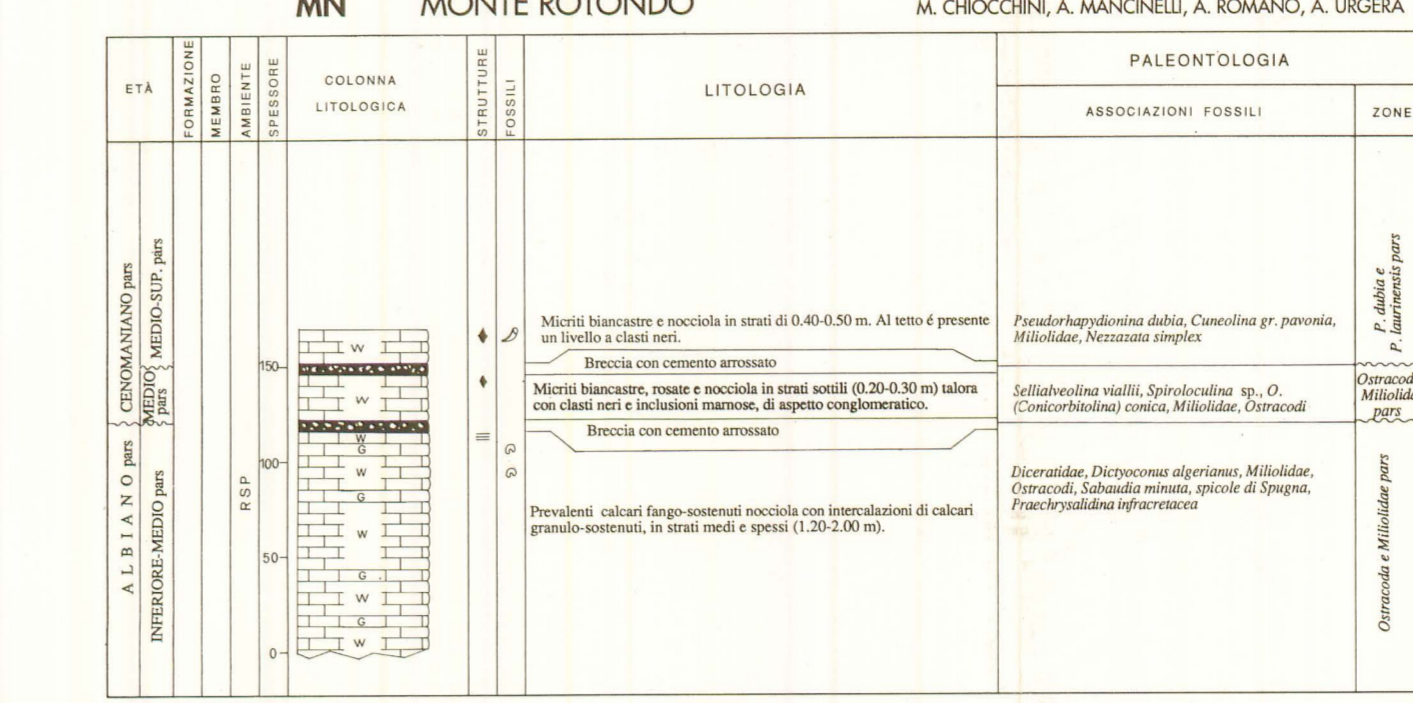 MN MONTE ROTONDO
M. CHIOCCHINI, A. MANCINELLI, A. ROMANO, A. URGERA
ETÀ
FORMAZIONE
MEMBRO
AMBIENTE
SPESSORE
COLONNA
LITOLOGICA
STRUTTURE
FOSSILI
LITOLOGIA
PALEONTOLOGIA
ASSOCIAZIONI FOSSILI
ZONE
CENOMANIANO pars
MEDIO-SUP. pars
MEDIO
pars
ALBIANO pars
INFERIORE-MEDIO pars
RSP
150
100
50
0
W
W
W
G
W
G
W
G
W
G
W
Micriti biancastre e nocciola in strati di 0.40-0.50 m. Al tetto é presente
un livello a clasti neri.
Breccia con cemento arrossato
Micriti biancastre, rosate e nocciola in strati sottili (0.20-0.30 m) talora
con clasti neri e inclusioni marnose, di aspetto conglomeratico.
Breccia con cemento arrossato
Prevalenti calcari fango-sostenuti nocciola con intercalazioni di calcari
granulo-sostenuti, in strati medi e spessi (1.20-2.00 m).
Pseudorhapydionina dubia, Cuneolina gr. pavonia,
Miliolidae, Nezzazata simplex
Sellialveolina viallii, Spiroloculina sp., O.
(Conicorbitolina) conica, Miliolidae, Ostracodi
Diceratidae, Dictyoconus algerianus, Miliolidae,
Ostracodi, Sabaudia minuta, spicole di Spugna,
Praechrysalidina infracretacea
P. dubia e
P. laurinensis pars
Ostracod
Miliolida
pars
Ostracoda e Miliolidae pars